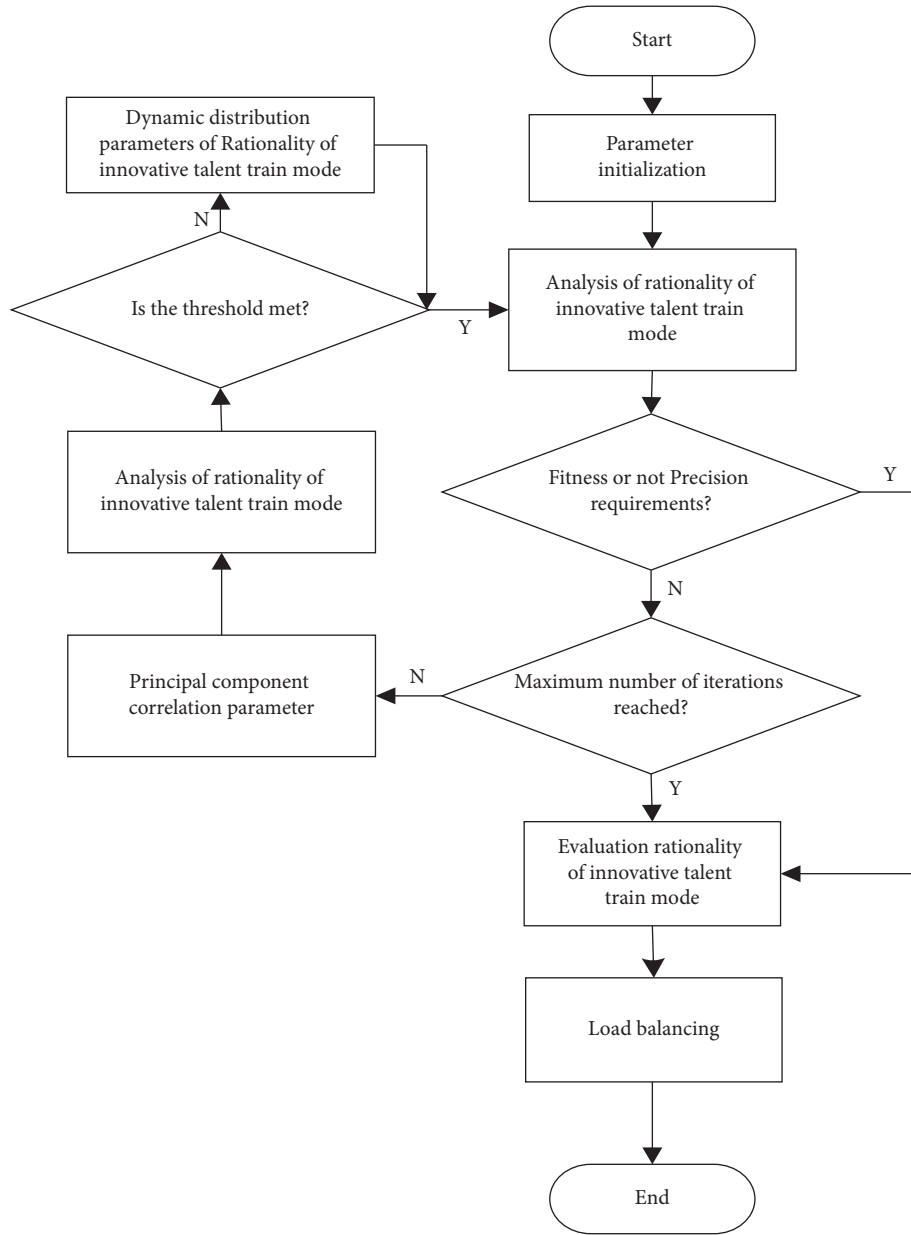 Start
Parameter
initialization
Analysis of rationality of
innovative talent train
mode
Fitness or not Precision
requirements?
Y
N
Maximum number of iterations
reached?
N
Y
Principal component
correlation parameter
Analysis of rationality of
innovative talent train mode
Is the threshold met?
N
Y
Dynamic distribution
parameters of Rationality of
innovative talent train mode
Evaluation rationality
of innovative talent
train mode
Load balancing
End